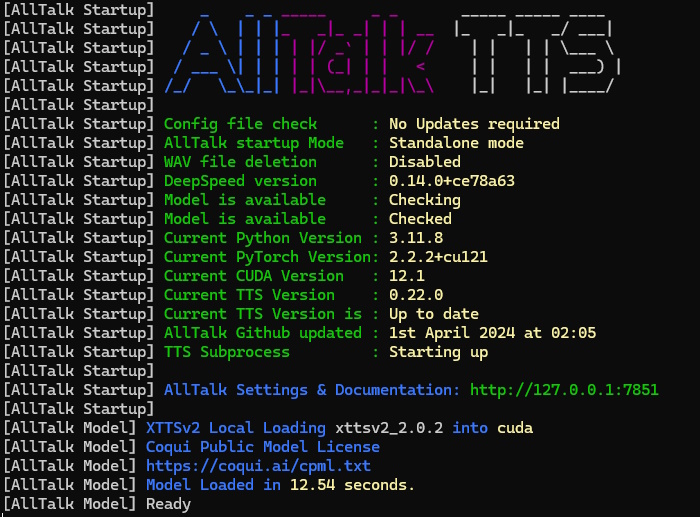 [AllTalk Startup]
[AllTalk Startup] AllTalk TTS
[AllTalk Startup]
[AllTalk Startup]
[AllTalk Startup]
[AllTalk Startup]
[AllTalk Startup] Config file check : No Updates required
[AllTalk Startup] AllTalk startup Mode : Standalone mode
[AllTalk Startup] WAV file deletion : Disabled
[AllTalk Startup] DeepSpeed version : 0.14.0+ce78a63
[AllTalk Startup] Model is available : Checking
[AllTalk Startup] Model is available : Checked
[AllTalk Startup] Current Python Version : 3.11.8
[AllTalk Startup] Current PyTorch Version: 2.2.2+cu121
[AllTalk Startup] Current CUDA Version : 12.1
[AllTalk Startup] Current TTS Version : 0.22.0
[AllTalk Startup] Current TTS Version is : Up to date
[AllTalk Startup] AllTalk Github updated : 1st April 2024 at 02:05
[AllTalk Startup] TTS Subprocess : Starting up
[AllTalk Startup]
[AllTalk Startup] AllTalk Settings & Documentation: http://127.0.0.1:7851
[AllTalk Startup]
[AllTalk Model] XTTSv2 Local Loading xttsv2_2.0.2 into cuda
[AllTalk Model] Coqui Public Model License
[AllTalk Model] https://coqui.ai/cpml.txt
[AllTalk Model] Model Loaded in 12.54 seconds.
[AllTalk Model] Ready